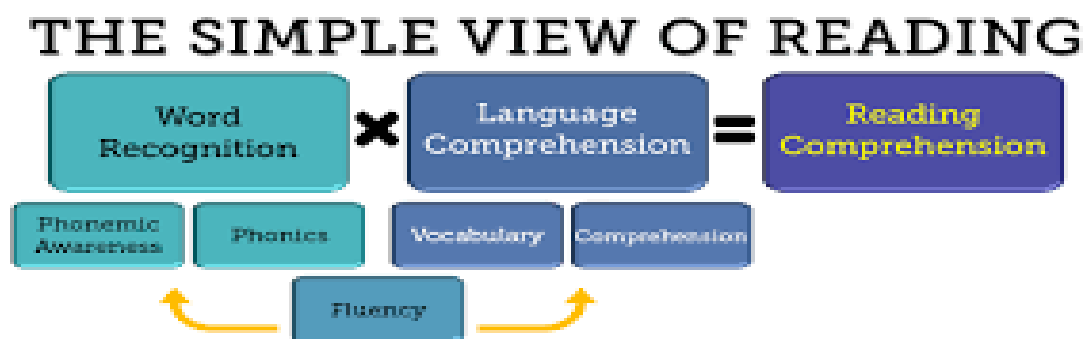 THE SIMPLE VIEW OF READING
Word
Recognition
×
Language
Comprehension
=
Reading
Comprehension
Phonemic
Awareness
Phonics
Vocabulary
Comprehension
Fluency